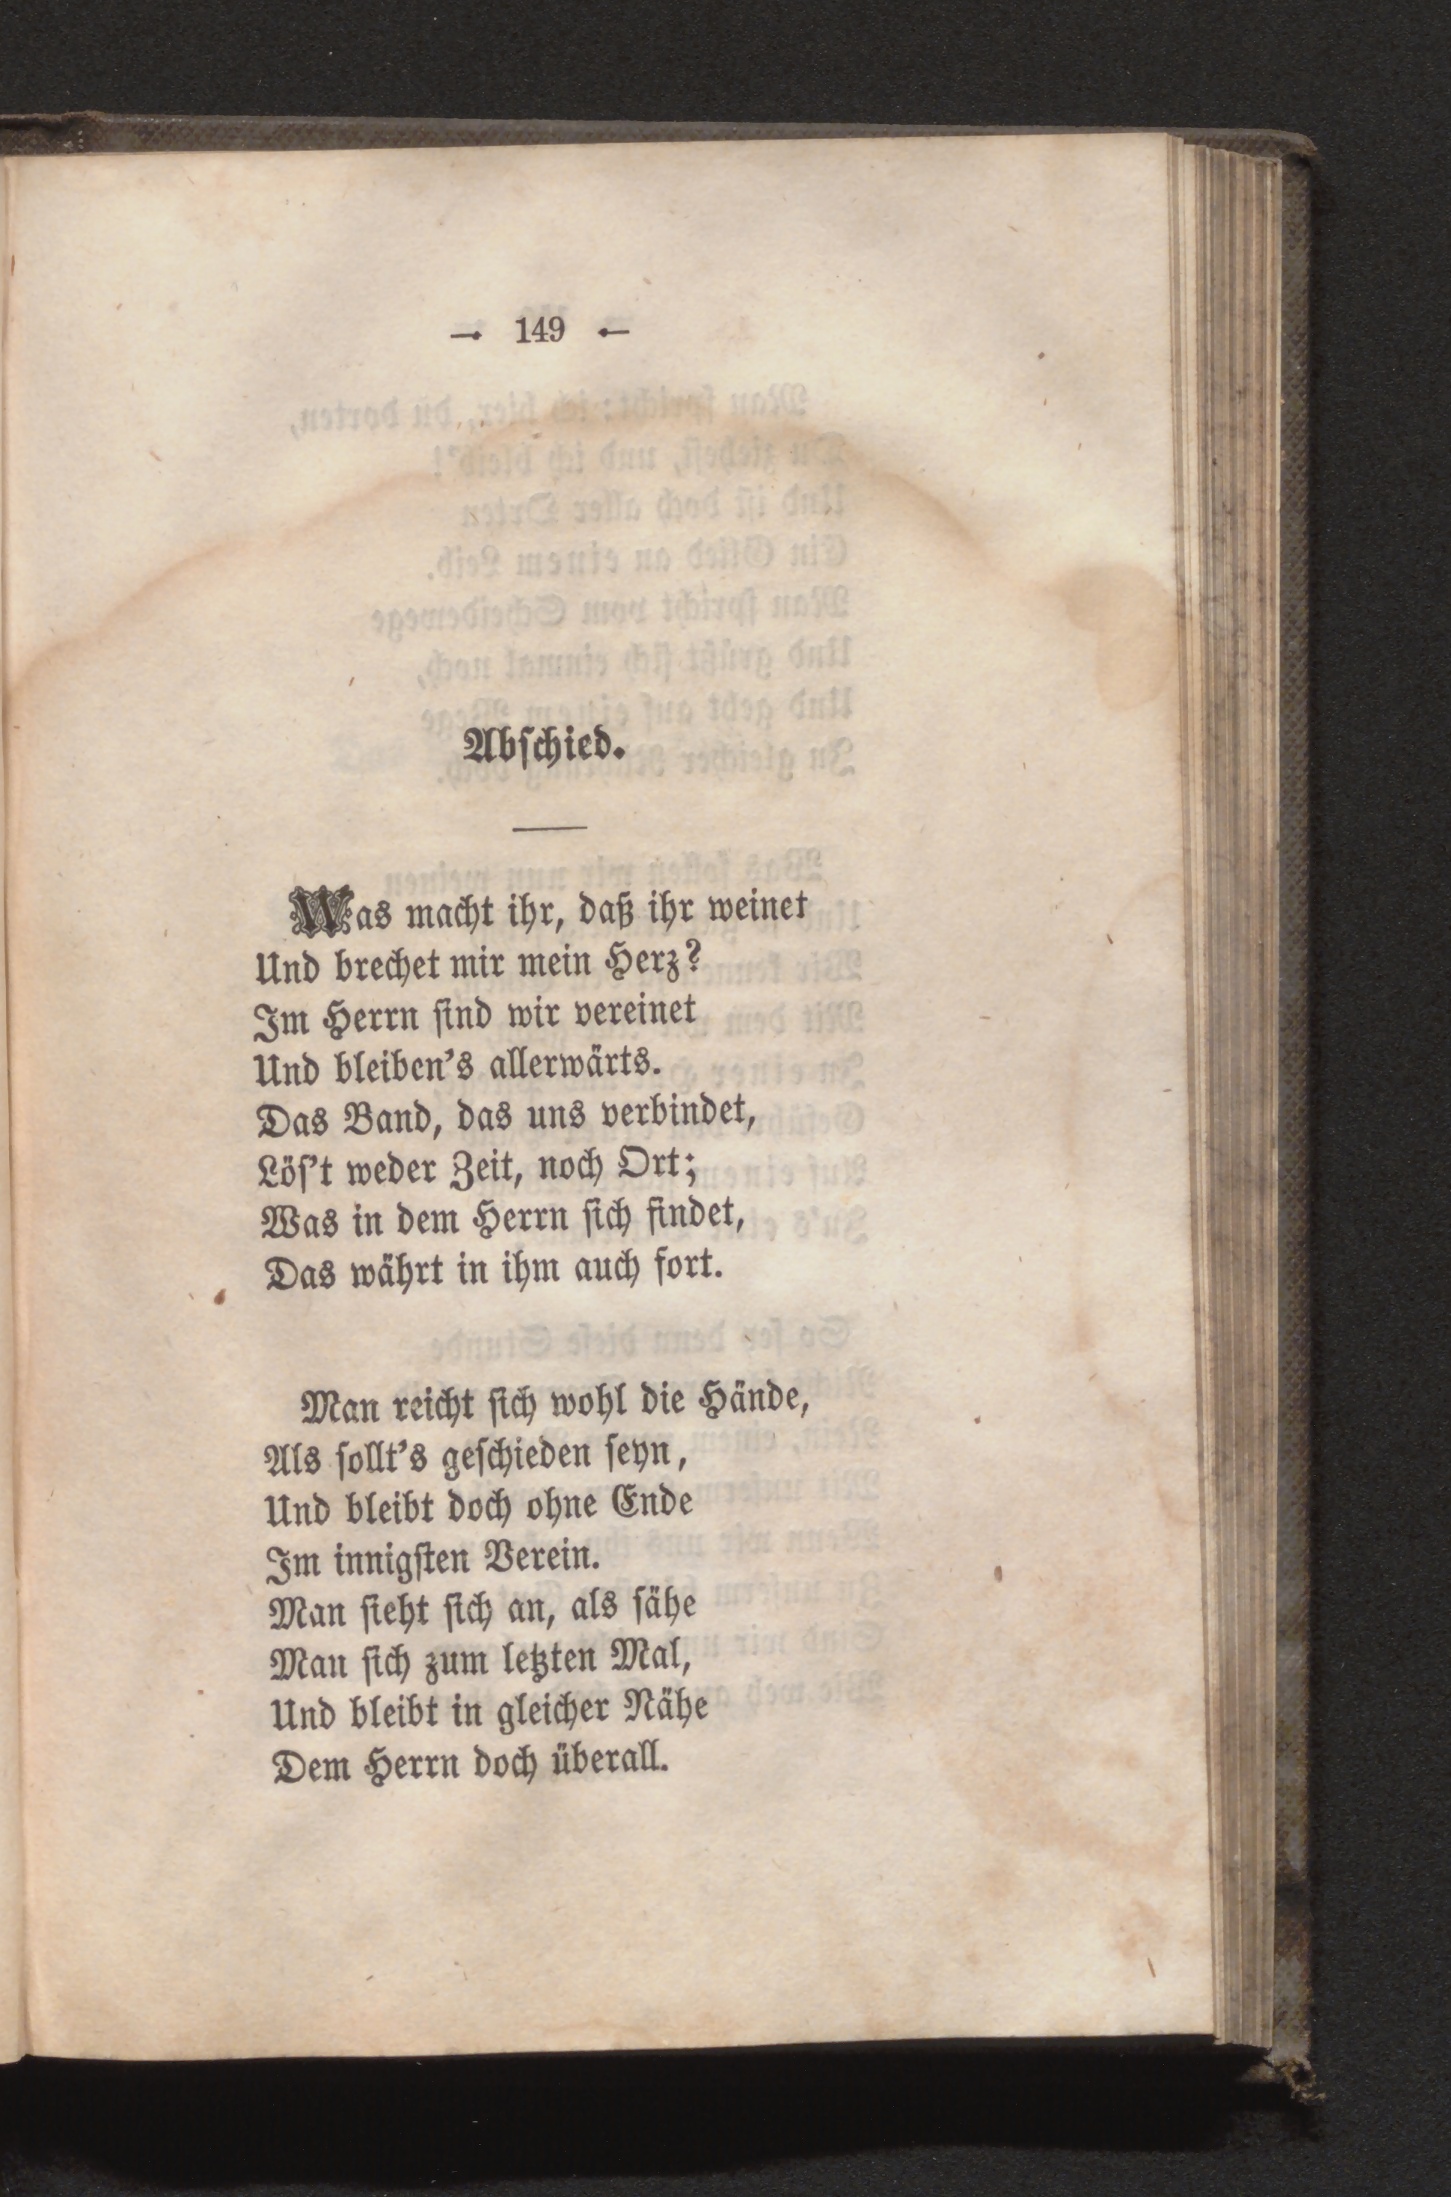 149
Abschied.
Was macht ihr, daß ihr weinet
Und brechet mir mein Herz?
Im Herrn sind wir vereinet
Und bleiben's allerwärts.
Das Band, das uns verbindet,
Lös't weder Zeit, noch Ort;
Was in dem Herrn sich findet,
Das währt in ihm auch fort.
Man reicht sich wohl die Hände,
Als sollt's geschieden seyn,
Und bleibt doch ohne Ende
Im innigsten Verein.
Man sieht sich an, als sähe
Man sich zum letzten Mal,
Und bleibt in gleicher Nähe
Dem Herrn doch überall.